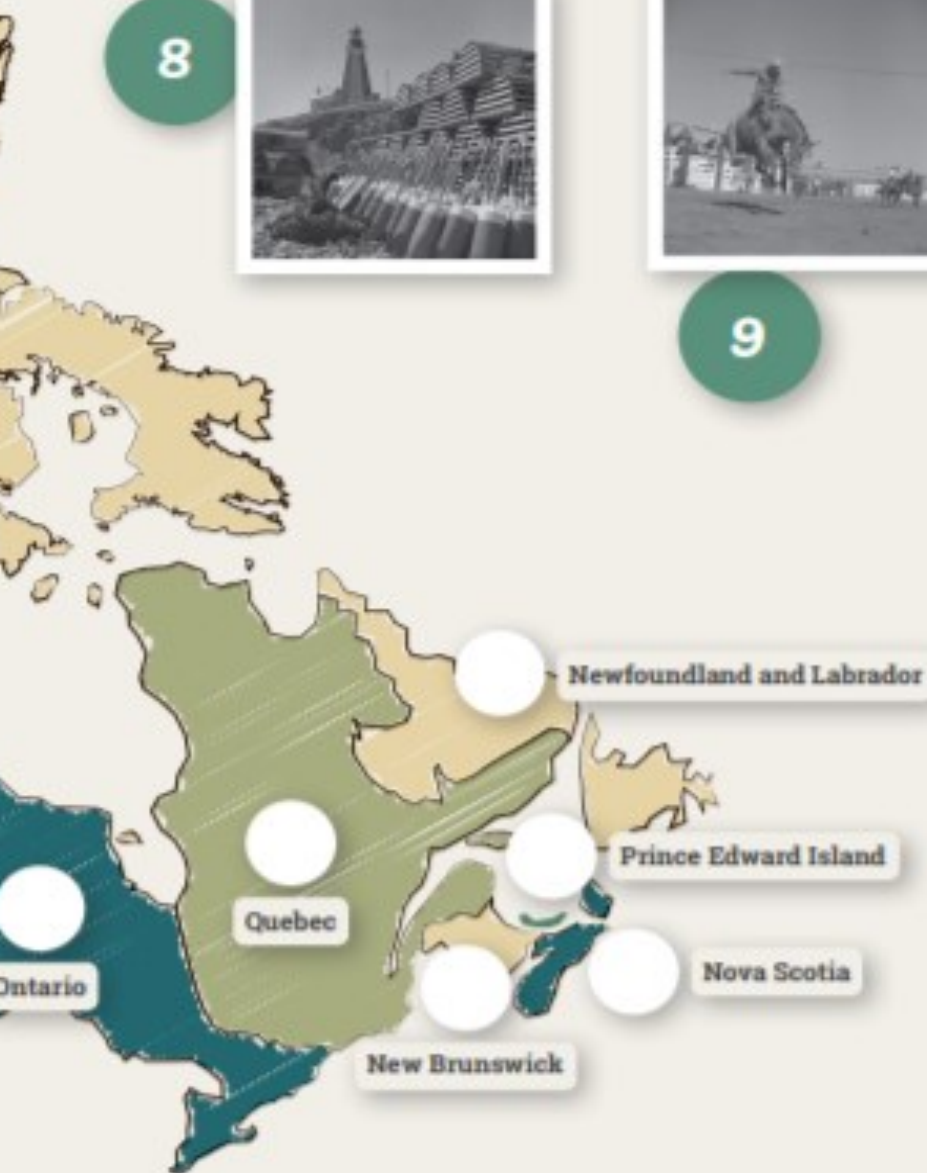 8
9
Newfoundland and Labrador
Prince Edward Island
Quebec
Nova Scotia
Ontario
New Brunswick